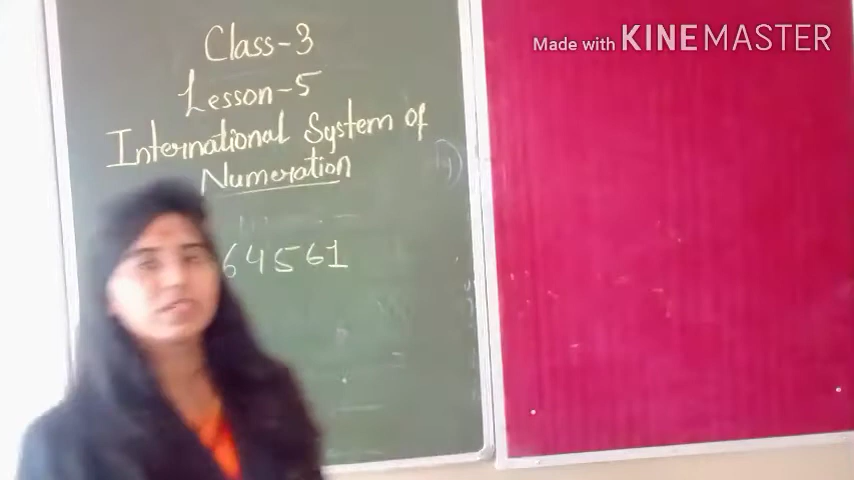 Class-3
Lesson-5
International System of
Numeration
64561
Made with KINEMASTER